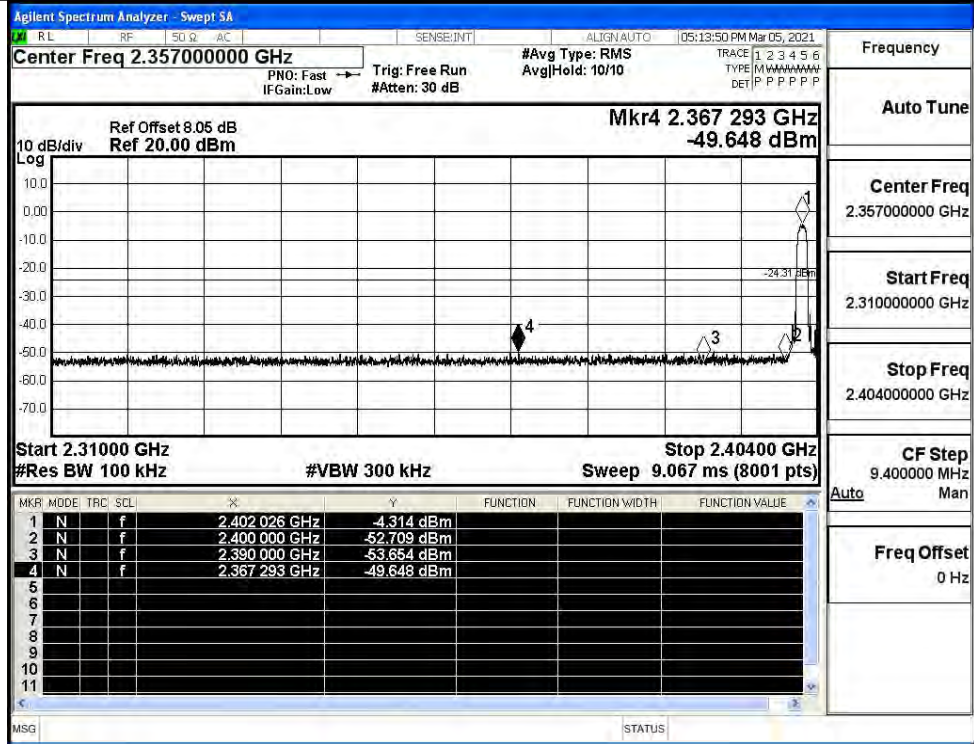 Agilent Spectrum Analyzer - Swept SA
LXI RL RF 50 Ω AC SENSE:INT ALIGNAUTO 05:13:50 PM Mar 05, 2021
Center Freq 2.357000000 GHz
PNO: Fast
IFGain:Low
Trig: Free Run
#Atten: 30 dB
#Avg Type: RMS
Avg|Hold: 10/10
TRACE 1 2 3 4 5 6
TYPE MWWWWW
DET P P P P P P
Mkr4 2.367 293 GHz
-49.648 dBm
Ref Offset 8.05 dB
10 dB/div Ref 20.00 dBm
Log
10.0
0.00
-10.0
-20.0
-30.0
-40.0
-50.0
-60.0
-70.0
1
-24.31 dBm
4
3
2
Start 2.31000 GHz Stop 2.40400 GHz
#Res BW 100 kHz #VBW 300 kHz Sweep 9.067 ms (8001 pts)
MKR MODE TRC SCL X Y FUNCTION FUNCTION WIDTH FUNCTION VALUE
1 N f 2.402 026 GHz -4.314 dBm
2 N f 2.400 000 GHz -52.709 dBm
3 N f 2.390 000 GHz -53.654 dBm
4 N f 2.367 293 GHz -49.648 dBm
5
6
7
8
9
10
11
MSG STATUS
Frequency
Auto Tune
Center Freq
2.357000000 GHz
Start Freq
2.310000000 GHz
Stop Freq
2.404000000 GHz
CF Step
9.400000 MHz
Auto Man
Freq Offset
0 Hz